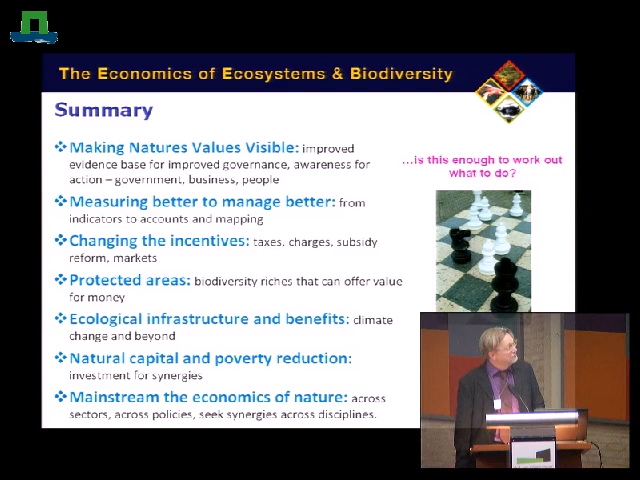 The Economics of Ecosystems & Biodiversity
Summary
❖Making Natures Values Visible: improved
evidence base for improved governance, awareness for
action – government, business, people
❖Measuring better to manage better: from
indicators to accounts and mapping
❖Changing the incentives: taxes, charges, subsidy
reform, markets
❖Protected areas: biodiversity riches that can offer value
for money
❖Ecological infrastructure and benefits: climate
change and beyond
❖Natural capital and poverty reduction:
investment for synergies
❖Mainstream the economics of nature: across
sectors, across policies, seek synergies across disciplines.
...is this enough to work out
what to do?